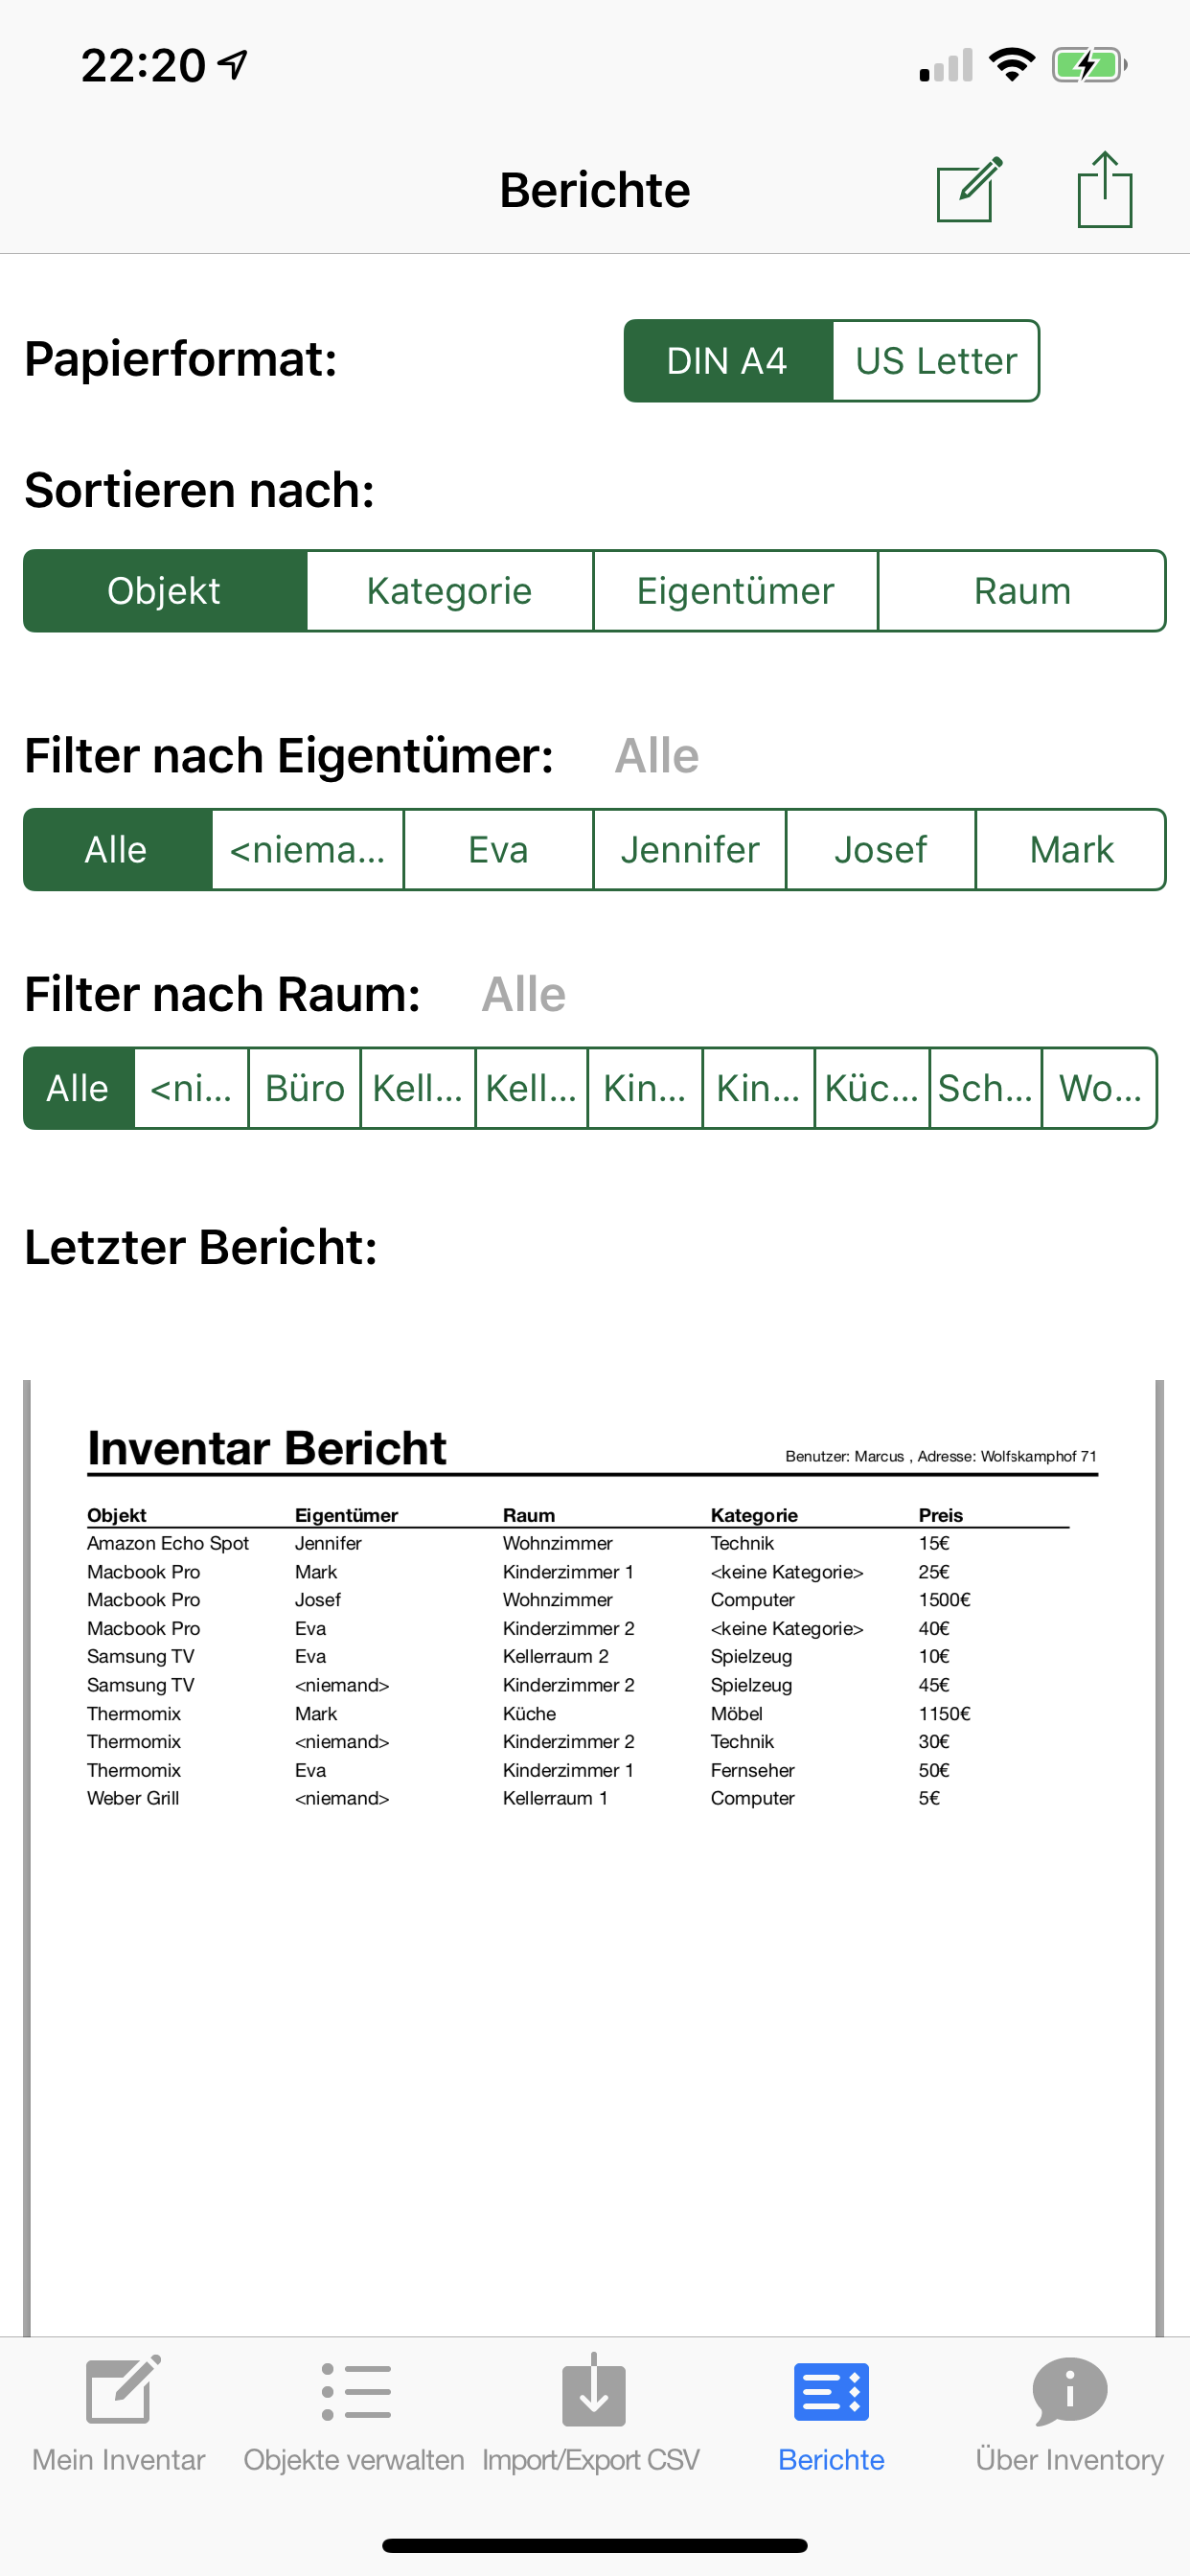 22:20
Berichte
Papierformat:
DIN A4 US Letter
Sortieren nach:
Objekt Kategorie Eigentümer Raum
Filter nach Eigentümer: Alle
Alle <niema... Eva Jennifer Josef Mark
Filter nach Raum: Alle
Alle <ni... Büro Kell... Kell... Kin... Kin... Küc... Sch... Wo...
Letzter Bericht:
Inventar Bericht Benutzer: Marcus , Adresse: Wolfskamphof 71
Objekt Eigentümer Raum Kategorie Preis
Amazon Echo Spot Jennifer Wohnzimmer Technik 15€
Macbook Pro Mark Kinderzimmer 1 <keine Kategorie> 25€
Macbook Pro Josef Wohnzimmer Computer 1500€
Macbook Pro Eva Kinderzimmer 2 <keine Kategorie> 40€
Samsung TV Eva Kellerraum 2 Spielzeug 10€
Samsung TV <niemand> Kinderzimmer 2 Spielzeug 45€
Thermomix Mark Küche Möbel 1150€
Thermomix <niemand> Kinderzimmer 2 Technik 30€
Thermomix Eva Kinderzimmer 1 Fernseher 50€
Weber Grill <niemand> Kellerraum 1 Computer 5€
Mein Inventar Objekte verwalten Import/Export CSV Berichte Über Inventory